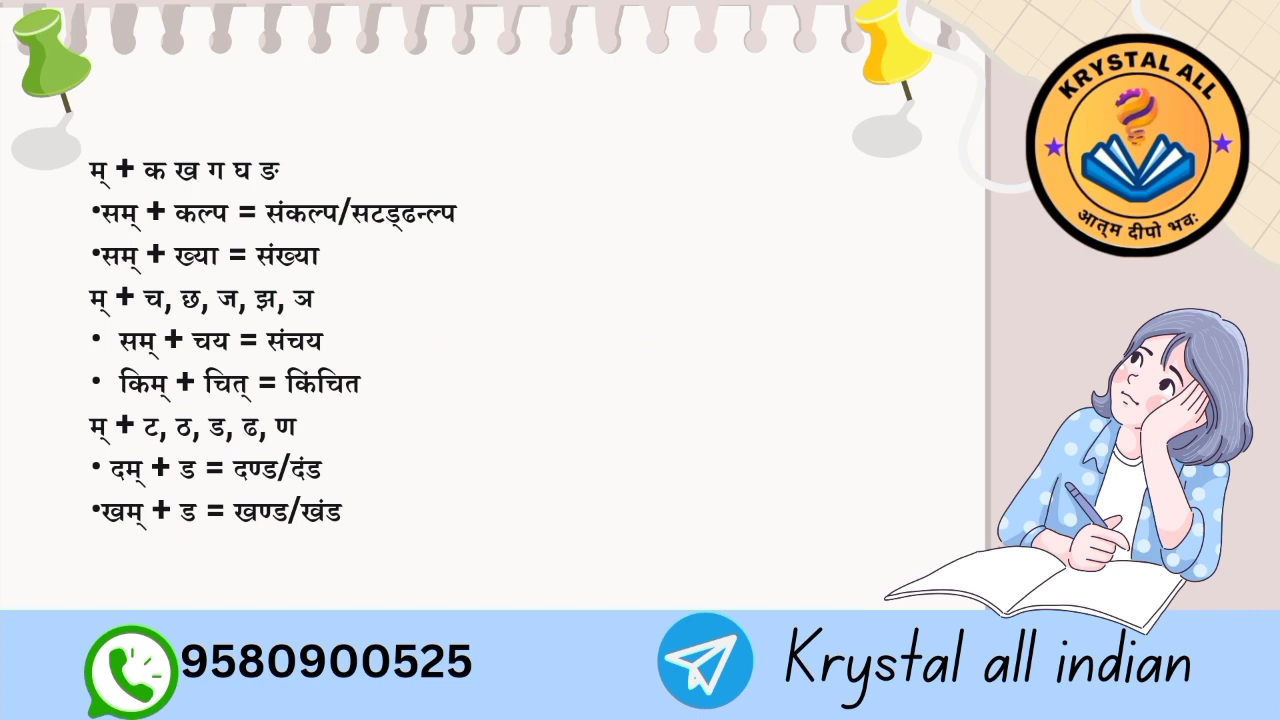 KRYSTAL ALL
आत्म दीपो भवः
म् + क ख ग घ ङ
•सम् + कल्प = संकल्प/सटड्ढन्ल्प
•सम् + ख्या = संख्या
म् + च, छ, ज, झ, ञ
• सम् + चय = संचय
• किम् + चित् = किंचित
म् + ट, ठ, ड, ढ, ण
• दम् + ड = दण्ड/दंड
•खम् + ड = खण्ड/खंड
9580900525
Krystal all indian